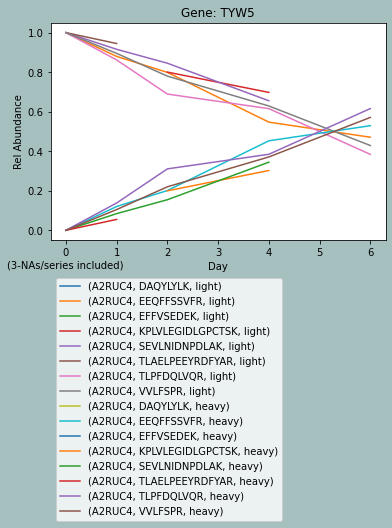 Gene: TYW5
1.0
0.8
0.6
0.4
0.2
0.0
Rel Abundance
0 1 2 3 4 5 6
(3-NAs/series included)
Day
(A2RUC4, DAQYLYLK, light)
(A2RUC4, EEQFFSSVFR, light)
(A2RUC4, EFFVSEDEK, light)
(A2RUC4, KPLVLEGIDLGPCTSK, light)
(A2RUC4, SEVLNIDNPDLAK, light)
(A2RUC4, TLAELPEEYRDFYAR, light)
(A2RUC4, TLPFDQLVQR, light)
(A2RUC4, VVLFSPR, light)
(A2RUC4, DAQYLYLK, heavy)
(A2RUC4, EEQFFSSVFR, heavy)
(A2RUC4, EFFVSEDEK, heavy)
(A2RUC4, KPLVLEGIDLGPCTSK, heavy)
(A2RUC4, SEVLNIDNPDLAK, heavy)
(A2RUC4, TLAELPEEYRDFYAR, heavy)
(A2RUC4, TLPFDQLVQR, heavy)
(A2RUC4, VVLFSPR, heavy)